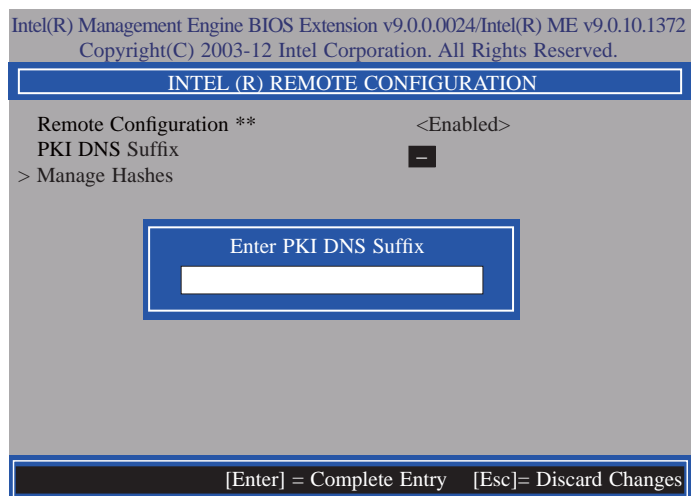 Intel(R) Management Engine BIOS Extension v9.0.0.0024/Intel(R) ME v9.0.10.1372
Copyright(C) 2003-12 Intel Corporation. All Rights Reserved.
INTEL (R) REMOTE CONFIGURATION
Remote Configuration ** <Enabled>
PKI DNS Suffix _
> Manage Hashes
Enter PKI DNS Suffix
[Enter] = Complete Entry [Esc]= Discard Changes